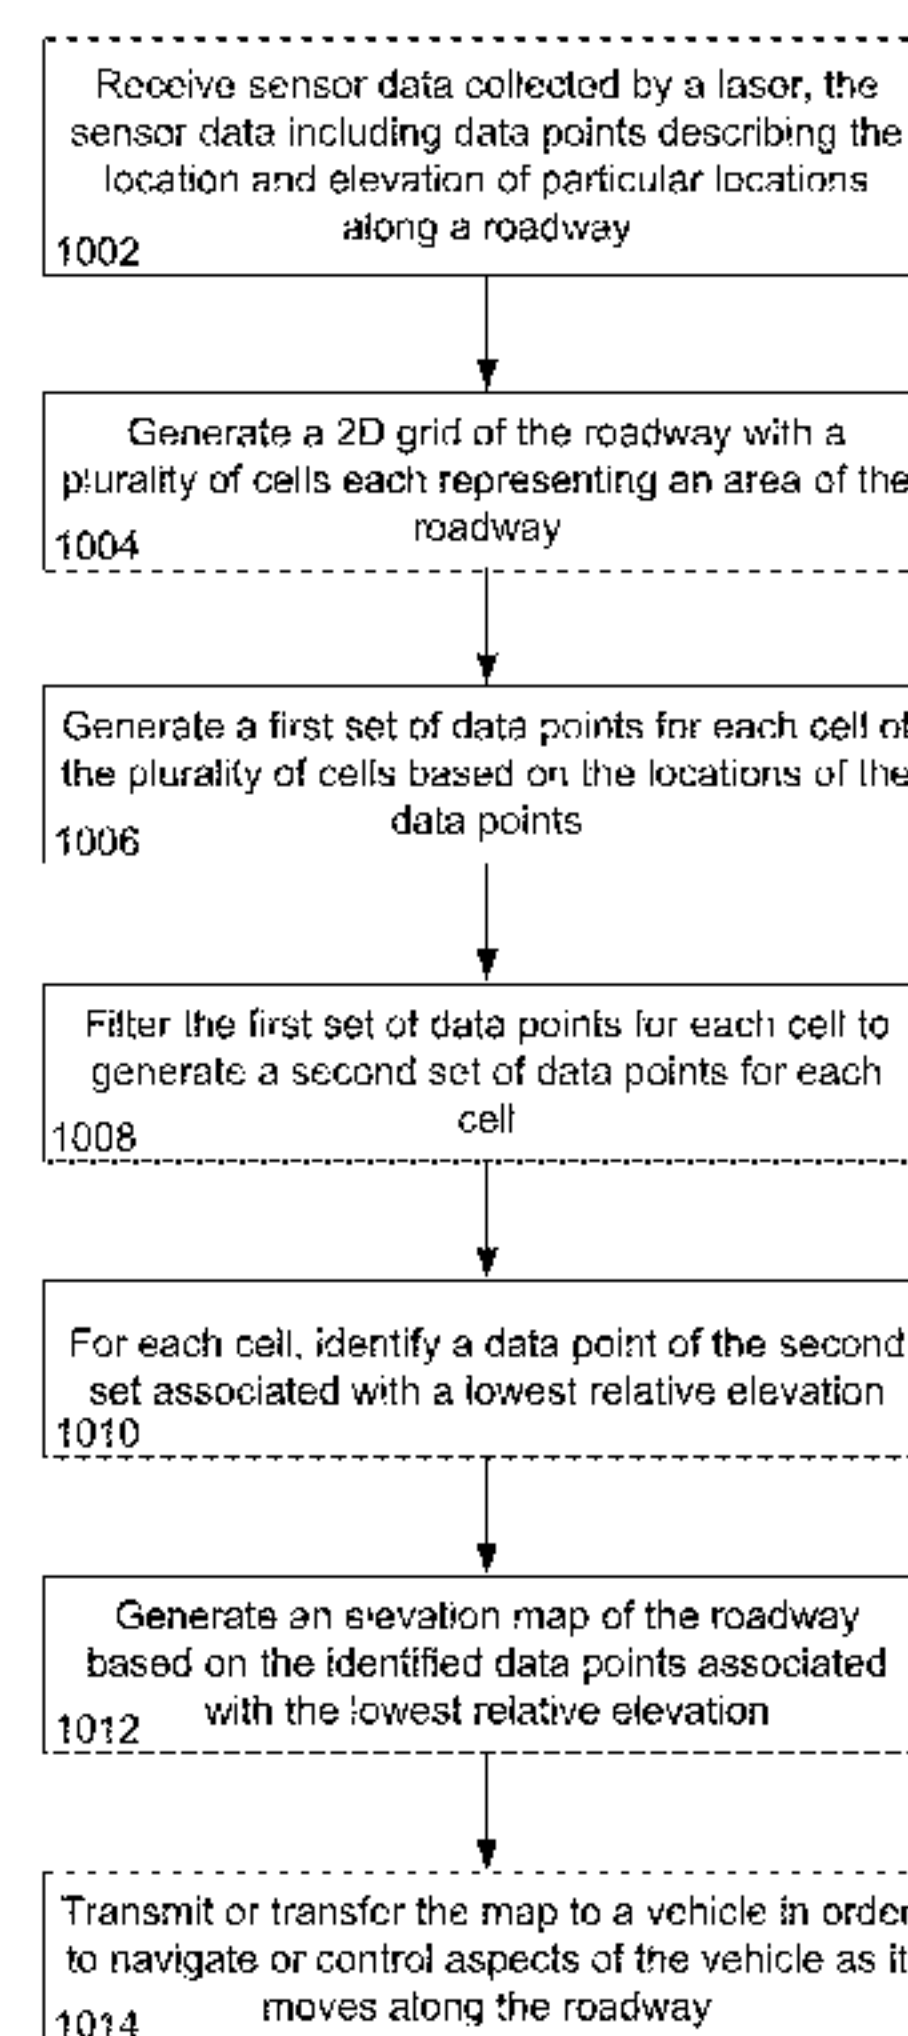 Receive sensor data collected by a laser, the
sensor data including data points describing the
location and elevation of particular locations
along a roadway
1002
Generate a 2D grid of the roadway with a
plurality of cells each representing an area of the
roadway
1004
Generate a first set of data points for each cell of
the plurality of cells based on the locations of the
data points
1006
Filter the first set of data points for each cell to
generate a second set of data points for each
cell
1008
For each cell, identify a data point of the second
set associated with a lowest relative elevation
1010
Generate an elevation map of the roadway
based on the identified data points associated
with the lowest relative elevation
1012
Transmit or transfer the map to a vehicle in order
to navigate or control aspects of the vehicle as it
moves along the roadway
1014